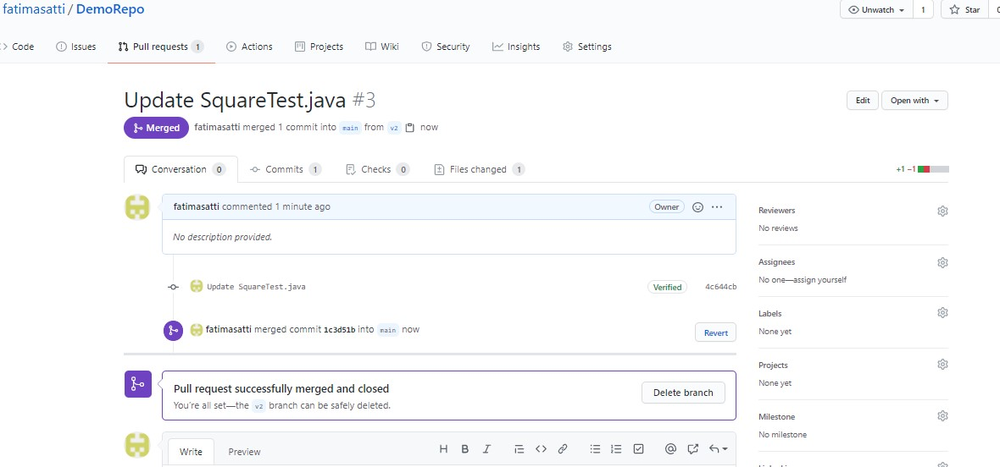 fatimasatti / DemoRepo
Unwatch 1 Star
Code Issues Pull requests 1 Actions Projects Wiki Security Insights Settings
Update SquareTest.java #3
Edit Open with
Merged fatimasatti merged 1 commit into main from v2 now
Conversation 0 Commits 1 Checks 0 Files changed 1 +1 −1
fatimasatti commented 1 minute ago Owner
No description provided.
Reviewers
No reviews
Assignees
No one—assign yourself
Update SquareTest.java Verified 4c644cb
Labels
None yet
fatimasatti merged commit 1c3d51b into main now Revert
Projects
None yet
Pull request successfully merged and closed
You're all set—the v2 branch can be safely deleted.
Delete branch
Milestone
No milestone
Write Preview H B I